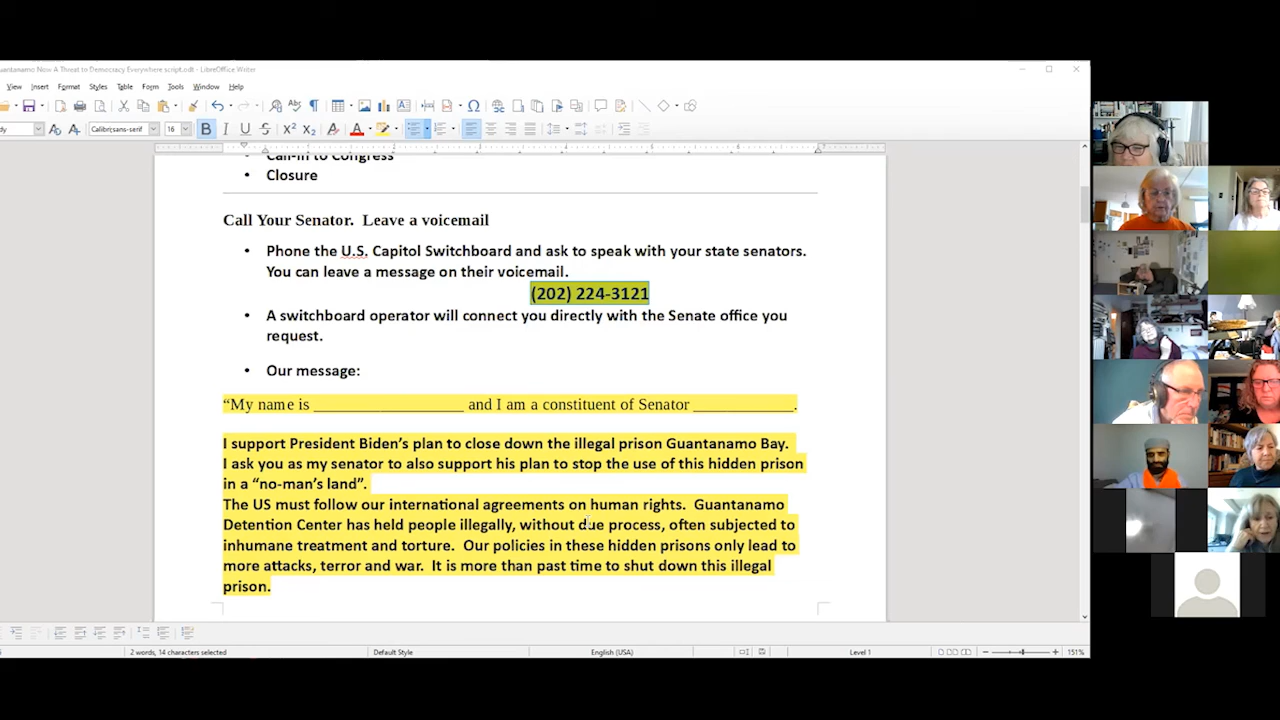 uantanamo Now A Threat to Democracy Everywhere script.odt - LibreOffice Writer
View Insert Format Styles Table Form Tools Window Help
Calibri;sans-serif 16
Call-in to Congress
Closure
Call Your Senator.  Leave a voicemail
Phone the U.S. Capitol Switchboard and ask to speak with your state senators.
You can leave a message on their voicemail.
(202) 224-3121
A switchboard operator will connect you directly with the Senate office you
request.
Our message:
“My name is ____________________ and I am a constituent of Senator _____________.
I support President Biden’s plan to close down the illegal prison Guantanamo Bay.
I ask you as my senator to also support his plan to stop the use of this hidden prison
in a “no-man’s land”.
The US must follow our international agreements on human rights.  Guantanamo
Detention Center has held people illegally, without due process, often subjected to
inhumane treatment and torture.  Our policies in these hidden prisons only lead to
more attacks, terror and war.  It is more than past time to shut down this illegal
prison.
2 words, 14 characters selected Default Style English (USA) Level 1 151%